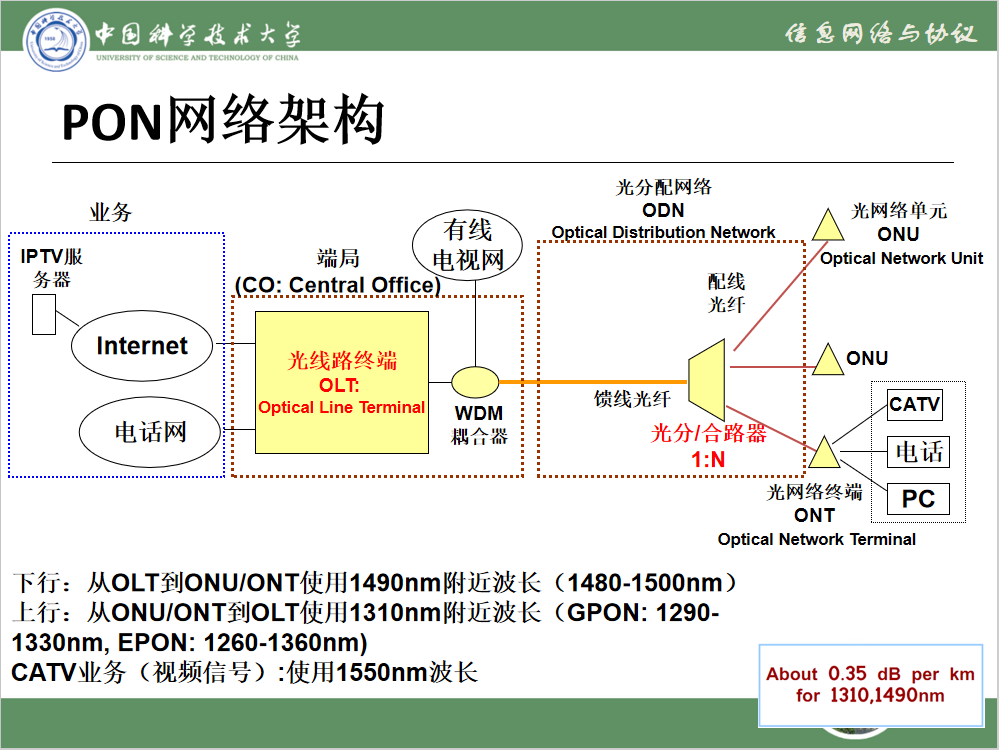 中国科学技术大学
UNIVERSITY OF SCIENCE AND TECHNOLOGY OF CHINA
信息网络与协议
PON网络架构
业务
IPTV服
务器
Internet
电话网
端局
(CO: Central Office)
光线路终端
OLT:
Optical Line Terminal
有线
电视网
WDM
耦合器
光分配网络
ODN
Optical Distribution Network
配线
光纤
馈线光纤
光分/合路器
1:N
光网络单元
ONU
Optical Network Unit
ONU
CATV
电话
PC
光网络终端
ONT
Optical Network Terminal
下行：从OLT到ONU/ONT使用1490nm附近波长（1480-1500nm）
上行：从ONU/ONT到OLT使用1310nm附近波长（GPON: 1290-
1330nm, EPON: 1260-1360nm)
CATV业务（视频信号）:使用1550nm波长
About 0.35 dB per km
for 1310,1490nm